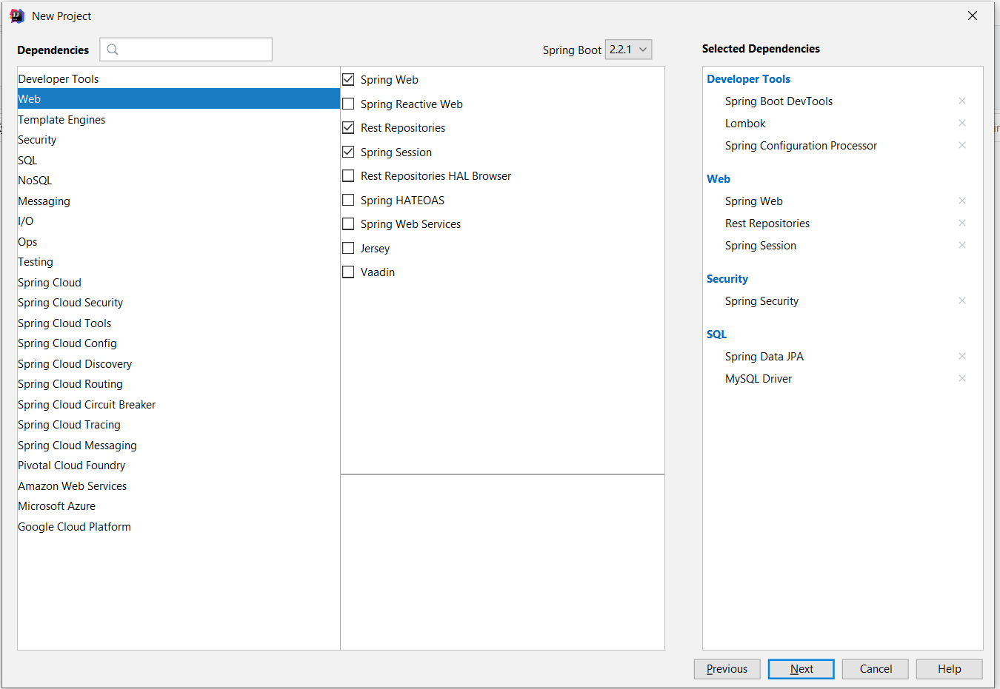 New Project
Dependencies
Spring Boot 2.2.1
Selected Dependencies
Developer Tools
Web
Template Engines
Security
SQL
NoSQL
Messaging
I/O
Ops
Testing
Spring Cloud
Spring Cloud Security
Spring Cloud Tools
Spring Cloud Config
Spring Cloud Discovery
Spring Cloud Routing
Spring Cloud Circuit Breaker
Spring Cloud Tracing
Spring Cloud Messaging
Pivotal Cloud Foundry
Amazon Web Services
Microsoft Azure
Google Cloud Platform
Spring Web
Spring Reactive Web
Rest Repositories
Spring Session
Rest Repositories HAL Browser
Spring HATEOAS
Spring Web Services
Jersey
Vaadin
Developer Tools
Spring Boot DevTools
Lombok
Spring Configuration Processor
Web
Spring Web
Rest Repositories
Spring Session
Security
Spring Security
SQL
Spring Data JPA
MySQL Driver
Previous
Next
Cancel
Help